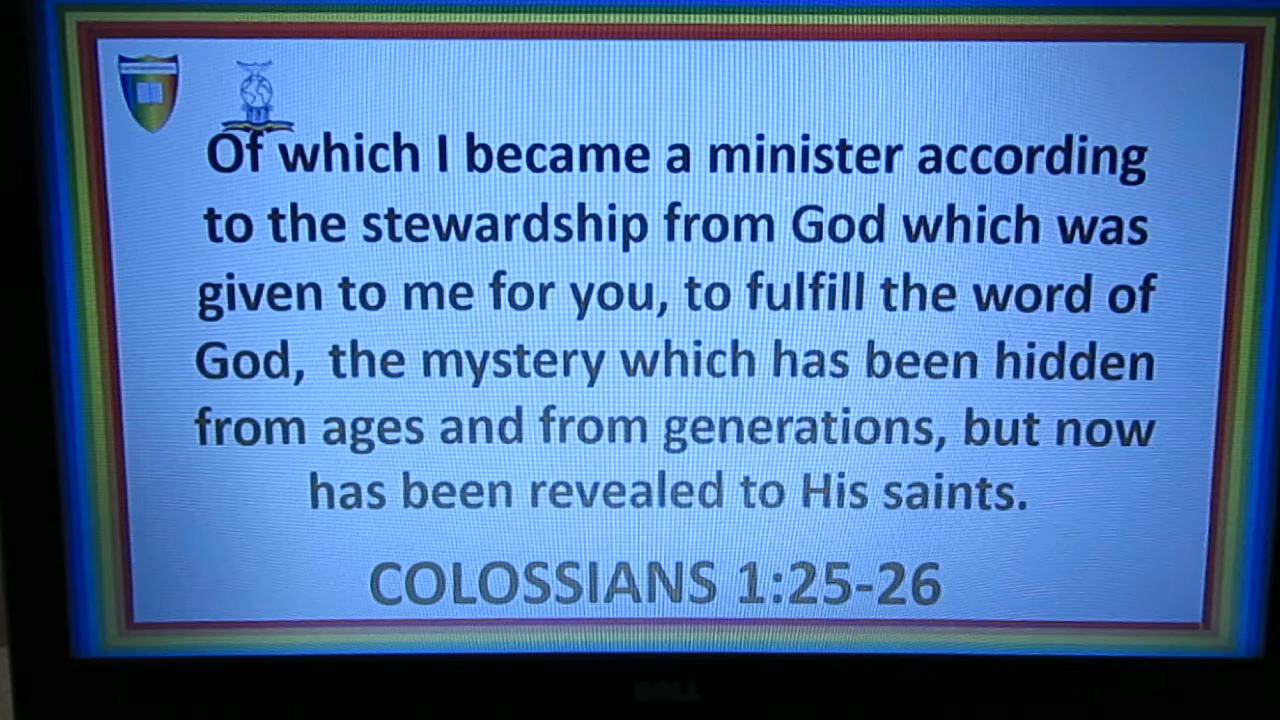 Of which I became a minister according
to the stewardship from God which was
given to me for you, to fulfill the word of
God, the mystery which has been hidden
from ages and from generations, but now
has been revealed to His saints.
COLOSSIANS 1:25-26
DELL